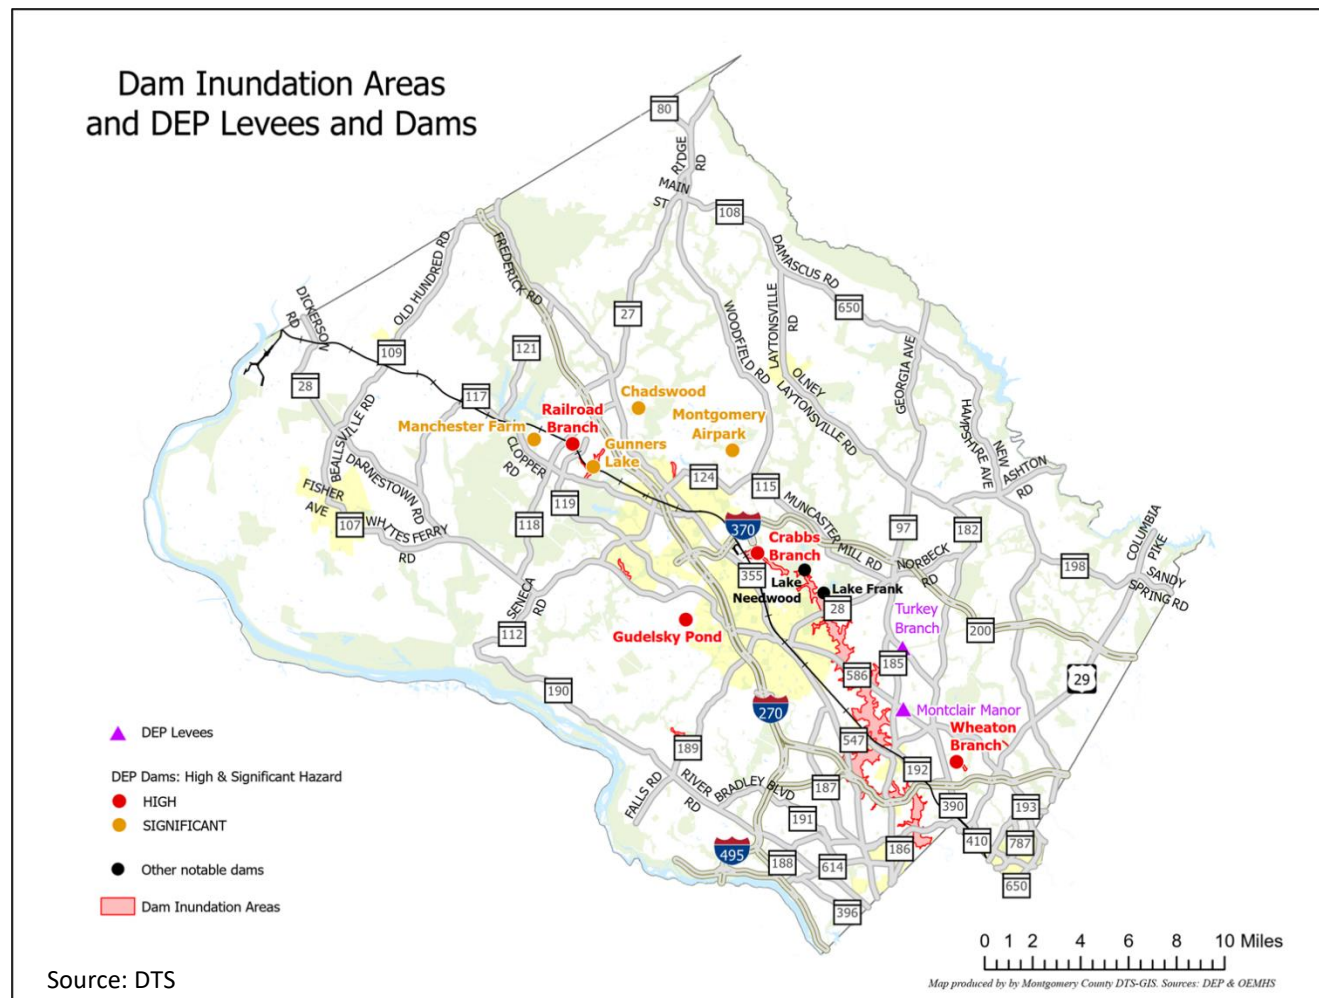 Dam Inundation Areas
and DEP Levees and Dams
80
RIDGE
RD
MAIN
ST
108
DAMASCUS RD
650
FREDERICK RD
OLD HUNDRED RD
DICKERSON
RD
27
WOODFIELD RD
LAYTONSVILLE
RD
OLNEY
LAYTONSVILLE RD
GEORGIA AVE
NEW
HAMPSHIRE AVE
ASHTON
RD
109
121
28
117
BEALLSVILLE RD
DARNESTOWN RD
FISHER
AVE
107
WHITES FERRY
RD
Manchester Farm
CLOPPER
RD
Railroad
Branch
Chadswood
Gunners
Lake
Montgomery
Airpark
124
115
MUNCASTER
MILL RD
119
118
370
97
182
COLUMBIA
PIKE
SANDY
SPRING RD
198
NORBECK
RD
Crabbs
Branch
355
Lake
Needwood
Lake Frank
28
Turkey
Branch
200
SENECA
RD
112
Gudelsky Pond
185
586
29
190
270
Montclair Manor
Wheaton
Branch
547
192
189
FALLS RD
RIVER
RD
BRADLEY BLVD
187
191
390
193
410
787
495
188
614
186
650
396
DEP Levees
DEP Dams: High & Significant Hazard
HIGH
SIGNIFICANT
Other notable dams
Dam Inundation Areas
0 1 2 4 6 8 10 Miles
Map produced by by Montgomery County DTS-GIS. Sources: DEP & OEMHS
Source: DTS